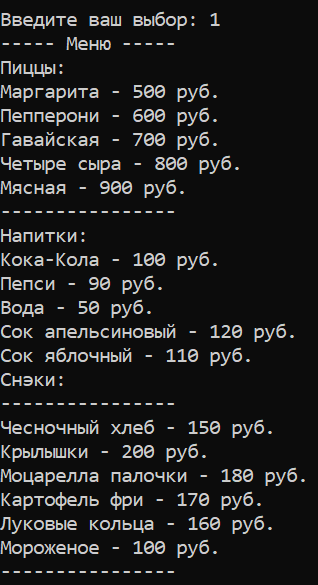 Введите ваш выбор: 1
----- Меню -----
Пиццы:
Маргарита - 500 руб.
Пепперони - 600 руб.
Гавайская - 700 руб.
Четыре сыра - 800 руб.
Мясная - 900 руб.
----------------
Напитки:
Кока-Кола - 100 руб.
Пепси - 90 руб.
Вода - 50 руб.
Сок апельсиновый - 120 руб.
Сок яблочный - 110 руб.
Снэки:
----------------
Чесночный хлеб - 150 руб.
Крылышки - 200 руб.
Моцарелла палочки - 180 руб.
Картофель фри - 170 руб.
Луковые кольца - 160 руб.
Мороженое - 100 руб.
----------------